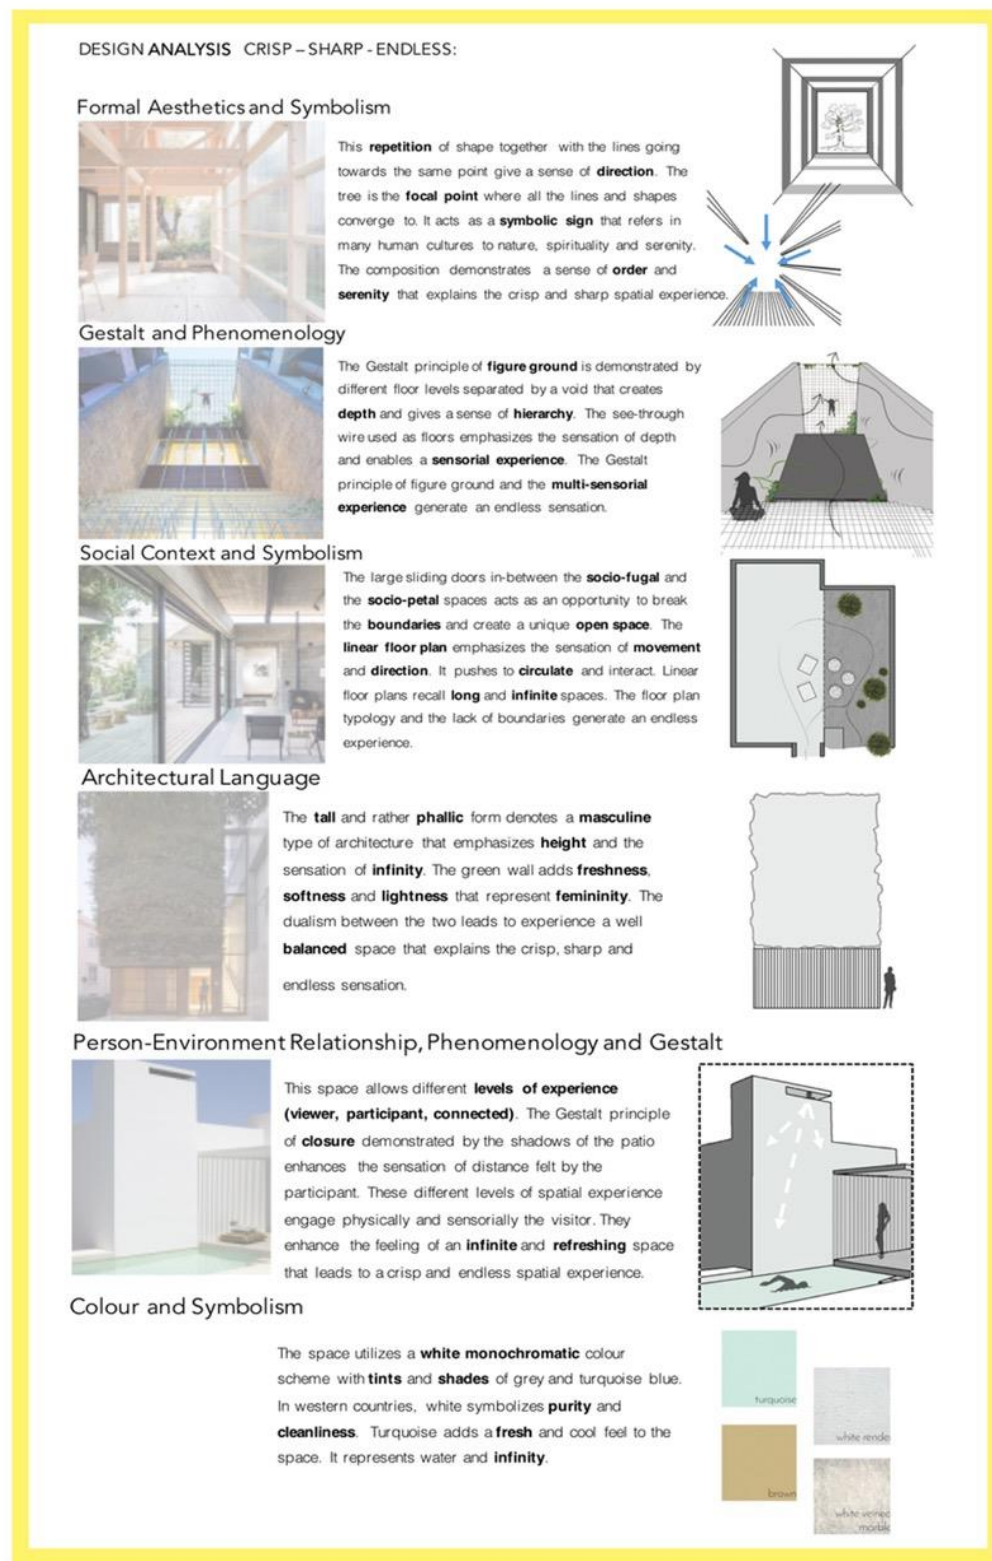 DESIGN ANALYSIS CRISP – SHARP - ENDLESS:
Formal Aesthetics and Symbolism
This repetition of shape together with the lines going
towards the same point give a sense of direction. The
tree is the focal point where all the lines and shapes
converge to. It acts as a symbolic sign that refers in
many human cultures to nature, spirituality and serenity.
The composition demonstrates a sense of order and
serenity that explains the crisp and sharp spatial experience.
Gestalt and Phenomenology
The Gestalt principle of figure ground is demonstrated by
different floor levels separated by a void that creates
depth and gives a sense of hierarchy. The see-through
wire used as floors emphasizes the sensation of depth
and enables a sensorial experience. The Gestalt
principle of figure ground and the multi-sensorial
experience generate an endless sensation.
Social Context and Symbolism
The large sliding doors in-between the socio-fugal and
the socio-petal spaces acts as an opportunity to break
the boundaries and create a unique open space. The
linear floor plan emphasizes the sensation of movement
and direction. It pushes to circulate and interact. Linear
floor plans recall long and infinite spaces. The floor plan
typology and the lack of boundaries generate an endless
experience.
Architectural Language
The tall and rather phallic form denotes a masculine
type of architecture that emphasizes height and the
sensation of infinity. The green wall adds freshness,
softness and lightness that represent femininity. The
dualism between the two leads to experience a well
balanced space that explains the crisp, sharp and
endless sensation.
Person-Environment Relationship, Phenomenology and Gestalt
This space allows different levels of experience
(viewer, participant, connected). The Gestalt principle
of closure demonstrated by the shadows of the patio
enhances the sensation of distance felt by the
participant. These different levels of spatial experience
engage physically and sensorially the visitor. They
enhance the feeling of an infinite and refreshing space
that leads to a crisp and endless spatial experience.
Colour and Symbolism
The space utilizes a white monochromatic colour
scheme with tints and shades of grey and turquoise blue.
In western countries, white symbolizes purity and
cleanliness. Turquoise adds a fresh and cool feel to the
space. It represents water and infinity.
turquoise
white rende
brown
white veined
marble